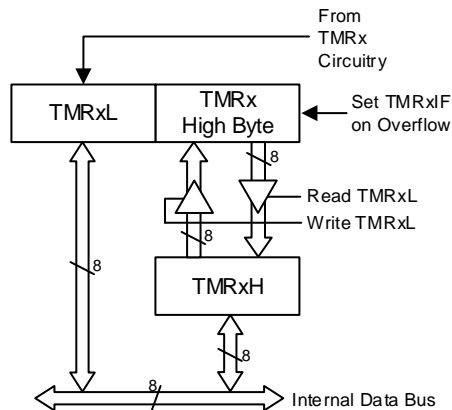 From
TMRx
Circuitry
TMRxL
TMRx
High Byte
Set TMRxIF
on Overflow
8
Read TMRxL
Write TMRxL
8
8
TMRxH
8
8
Internal Data Bus